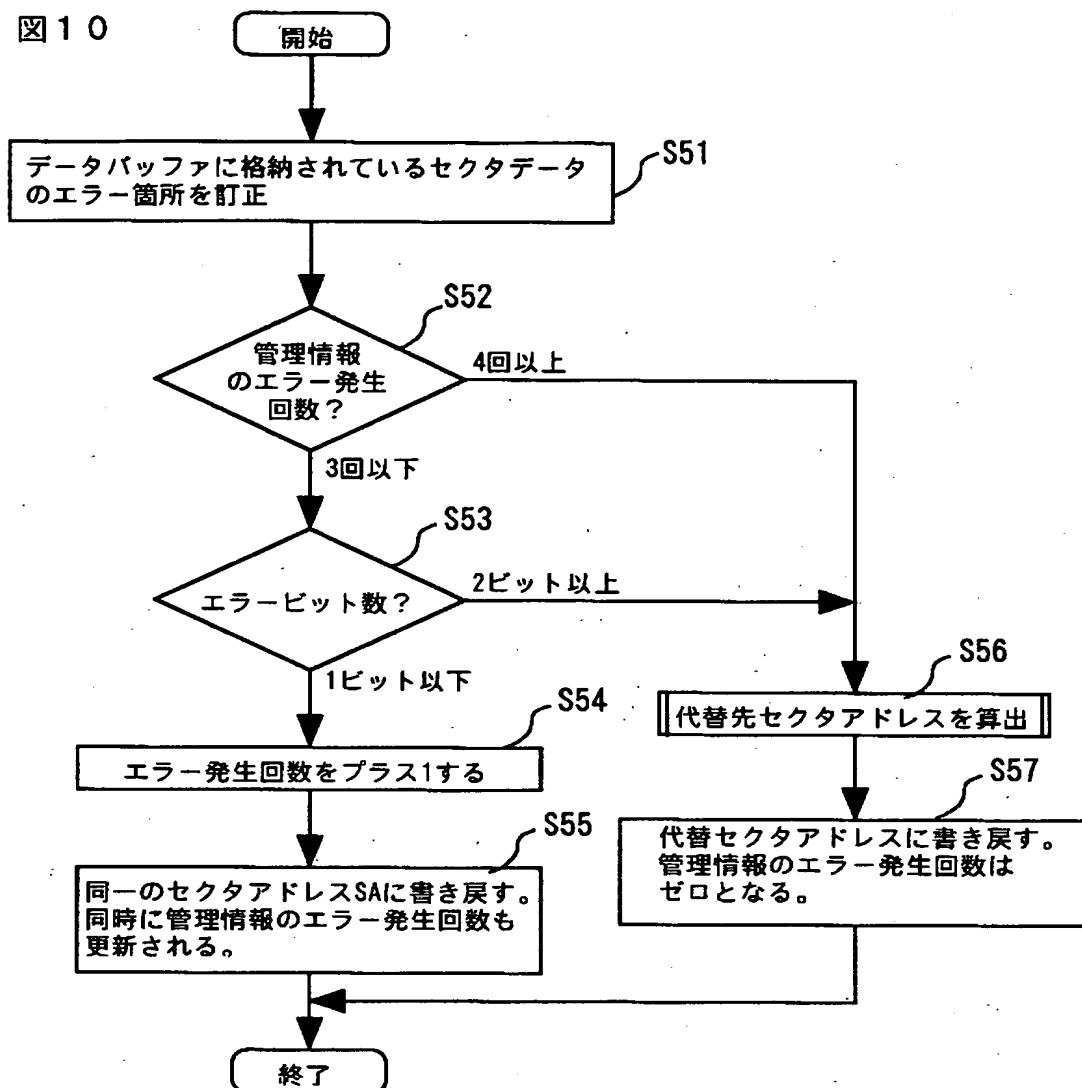 図10
開始
データバッファに格納されているセクタデータ
のエラー箇所を訂正
S51
管理情報
のエラー発生
回数?
S52
4回以上
3回以下
エラービット数?
S53
2ビット以上
1ビット以下
エラー発生回数をプラス1する
S54
同一のセクタアドレスSAに書き戻す。
同時に管理情報のエラー発生回数も
更新される。
S55
代替先セクタアドレスを算出
S56
代替セクタアドレスに書き戻す。
管理情報のエラー発生回数は
ゼロとなる。
S57
終了